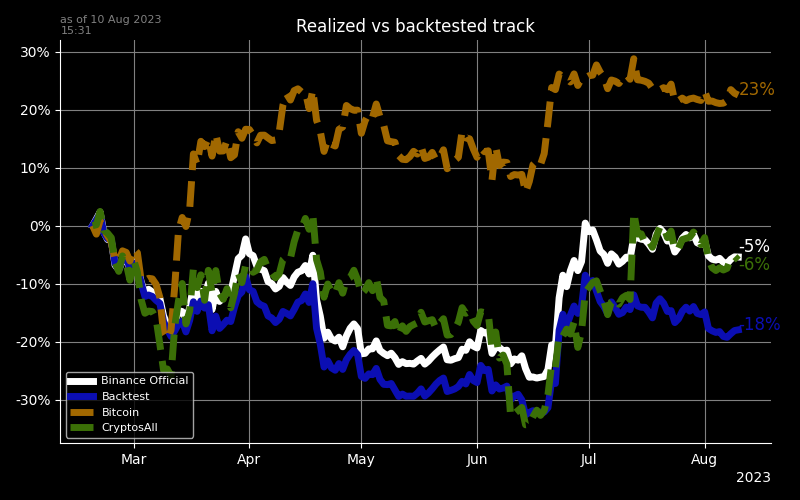 as of 10 Aug 2023
15:31
Realized vs backtested track
30%
20%
10%
0%
-10%
-20%
-30%
23%
-5%
-6%
-18%
Binance Official
Backtest
Bitcoin
CryptosAll
Mar
Apr
May
Jun
Jul
Aug
2023